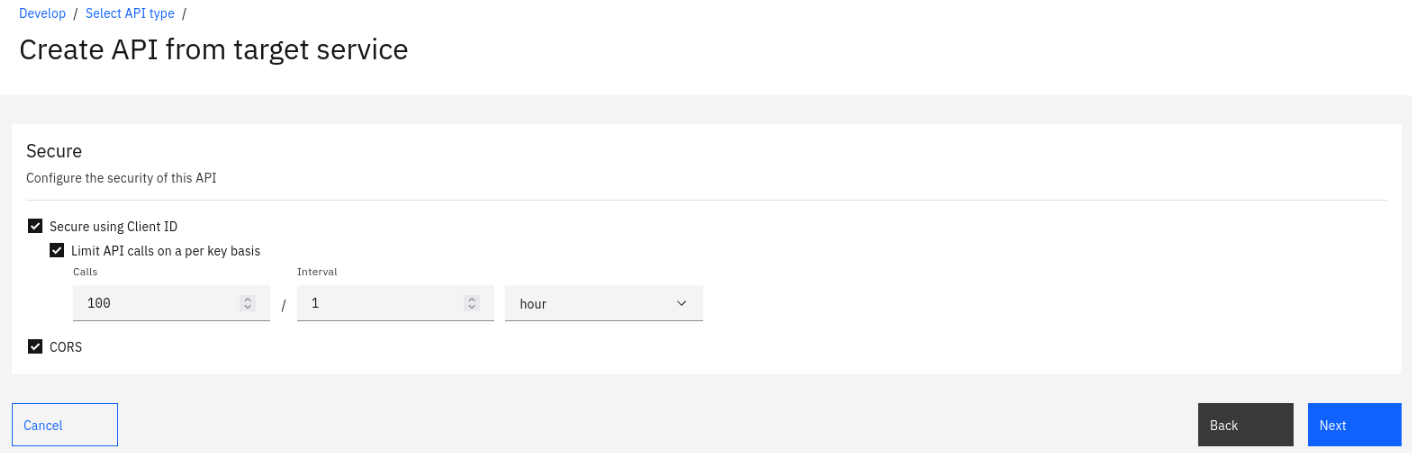 Develop / Select API type /
Create API from target service
Secure
Configure the security of this API
Secure using Client ID
Limit API calls on a per key basis
Calls Interval
100 / 1 hour
CORS
Cancel Back Next